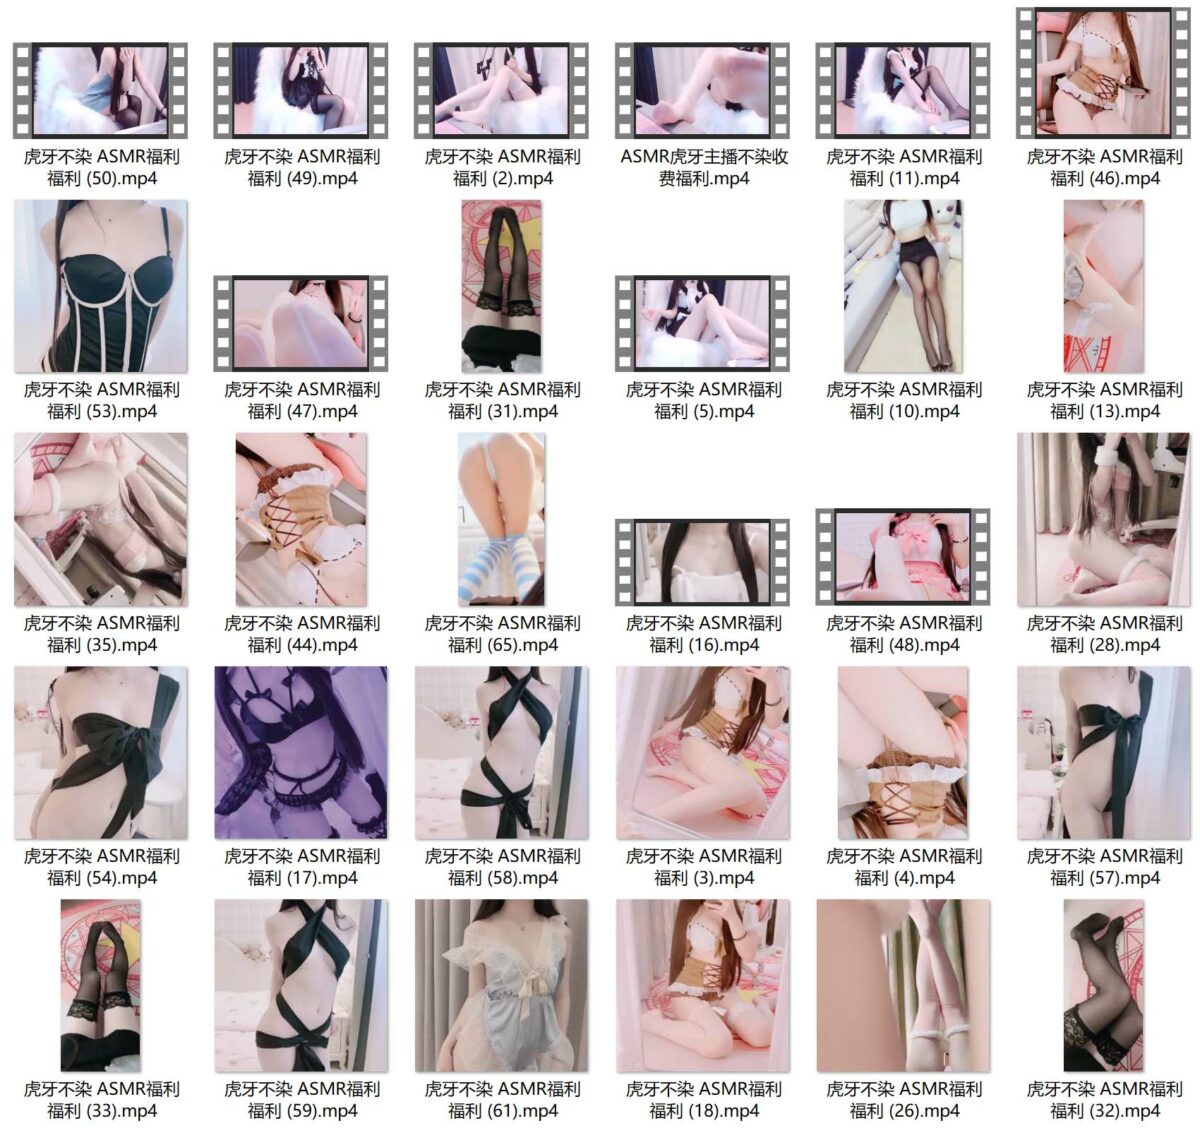 虎牙不染 ASMR福利
福利 (50).mp4
虎牙不染 ASMR福利
福利 (49).mp4
虎牙不染 ASMR福利
福利 (2).mp4
ASMR虎牙主播不染收
费福利.mp4
虎牙不染 ASMR福利
福利 (11).mp4
虎牙不染 ASMR福利
福利 (46).mp4
虎牙不染 ASMR福利
福利 (53).mp4
虎牙不染 ASMR福利
福利 (47).mp4
虎牙不染 ASMR福利
福利 (31).mp4
虎牙不染 ASMR福利
福利 (5).mp4
虎牙不染 ASMR福利
福利 (10).mp4
虎牙不染 ASMR福利
福利 (13).mp4
虎牙不染 ASMR福利
福利 (35).mp4
虎牙不染 ASMR福利
福利 (44).mp4
虎牙不染 ASMR福利
福利 (65).mp4
虎牙不染 ASMR福利
福利 (16).mp4
虎牙不染 ASMR福利
福利 (48).mp4
虎牙不染 ASMR福利
福利 (28).mp4
虎牙不染 ASMR福利
福利 (54).mp4
虎牙不染 ASMR福利
福利 (17).mp4
虎牙不染 ASMR福利
福利 (58).mp4
虎牙不染 ASMR福利
福利 (3).mp4
虎牙不染 ASMR福利
福利 (4).mp4
虎牙不染 ASMR福利
福利 (57).mp4
虎牙不染 ASMR福利
福利 (33).mp4
虎牙不染 ASMR福利
福利 (59).mp4
虎牙不染 ASMR福利
福利 (61).mp4
虎牙不染 ASMR福利
福利 (18).mp4
虎牙不染 ASMR福利
福利 (26).mp4
虎牙不染 ASMR福利
福利 (32).mp4